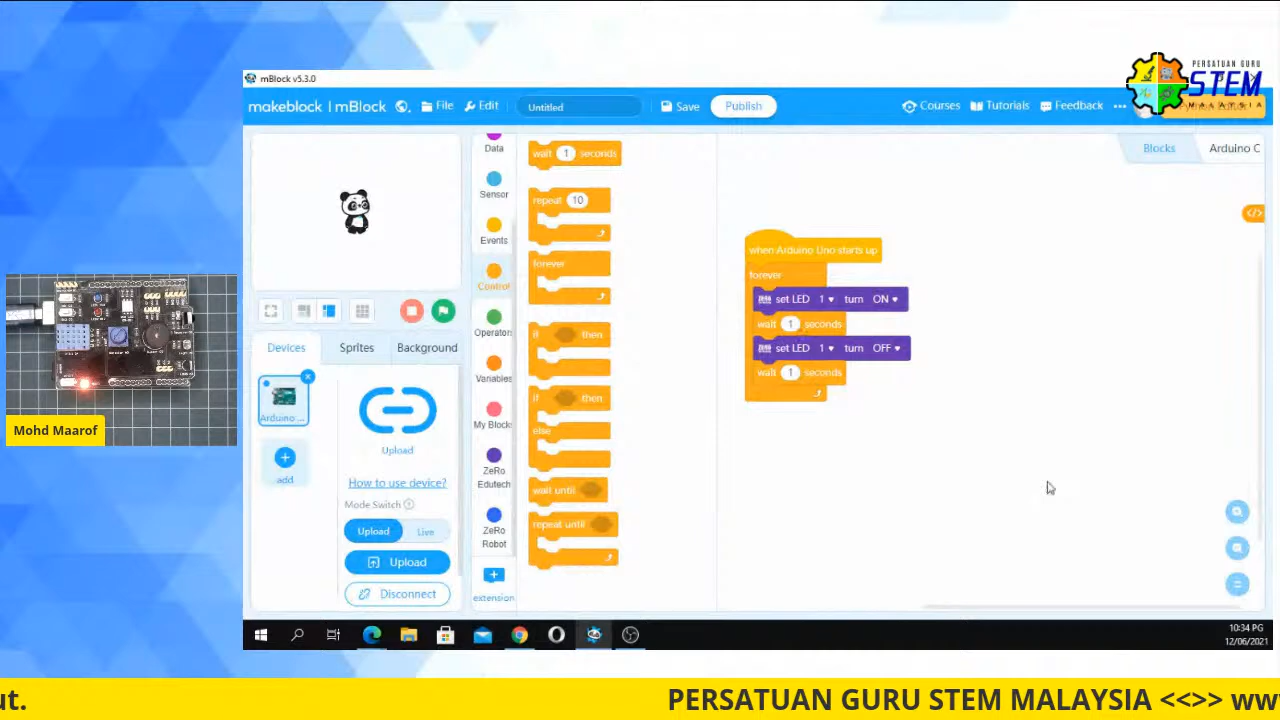 PERSATUAN GURU
STEM
MALAYSIA
mBlock v5.3.0
makeblock | mBlock
File
Edit
Untitled
Save
Publish
Courses
Tutorials
Feedback
Python Editor
Data
Sensor
Events
Control
Operators
Variables
My Blocks
ZeRo
Edutech
ZeRo
Robot
extension
wait 1 seconds
repeat 10
forever
if then
if then
else
wait until
repeat until
Blocks
Arduino C
when Arduino Uno starts up
forever
set LED 1 turn ON
wait 1 seconds
set LED 1 turn OFF
wait 1 seconds
Devices
Sprites
Background
Arduino ...
add
Upload
How to use device?
Mode Switch
Upload
Live
Upload
Disconnect
Mohd Maarof
10:34 PG
12/06/2021
ut.
PERSATUAN GURU STEM MALAYSIA <<>> ww